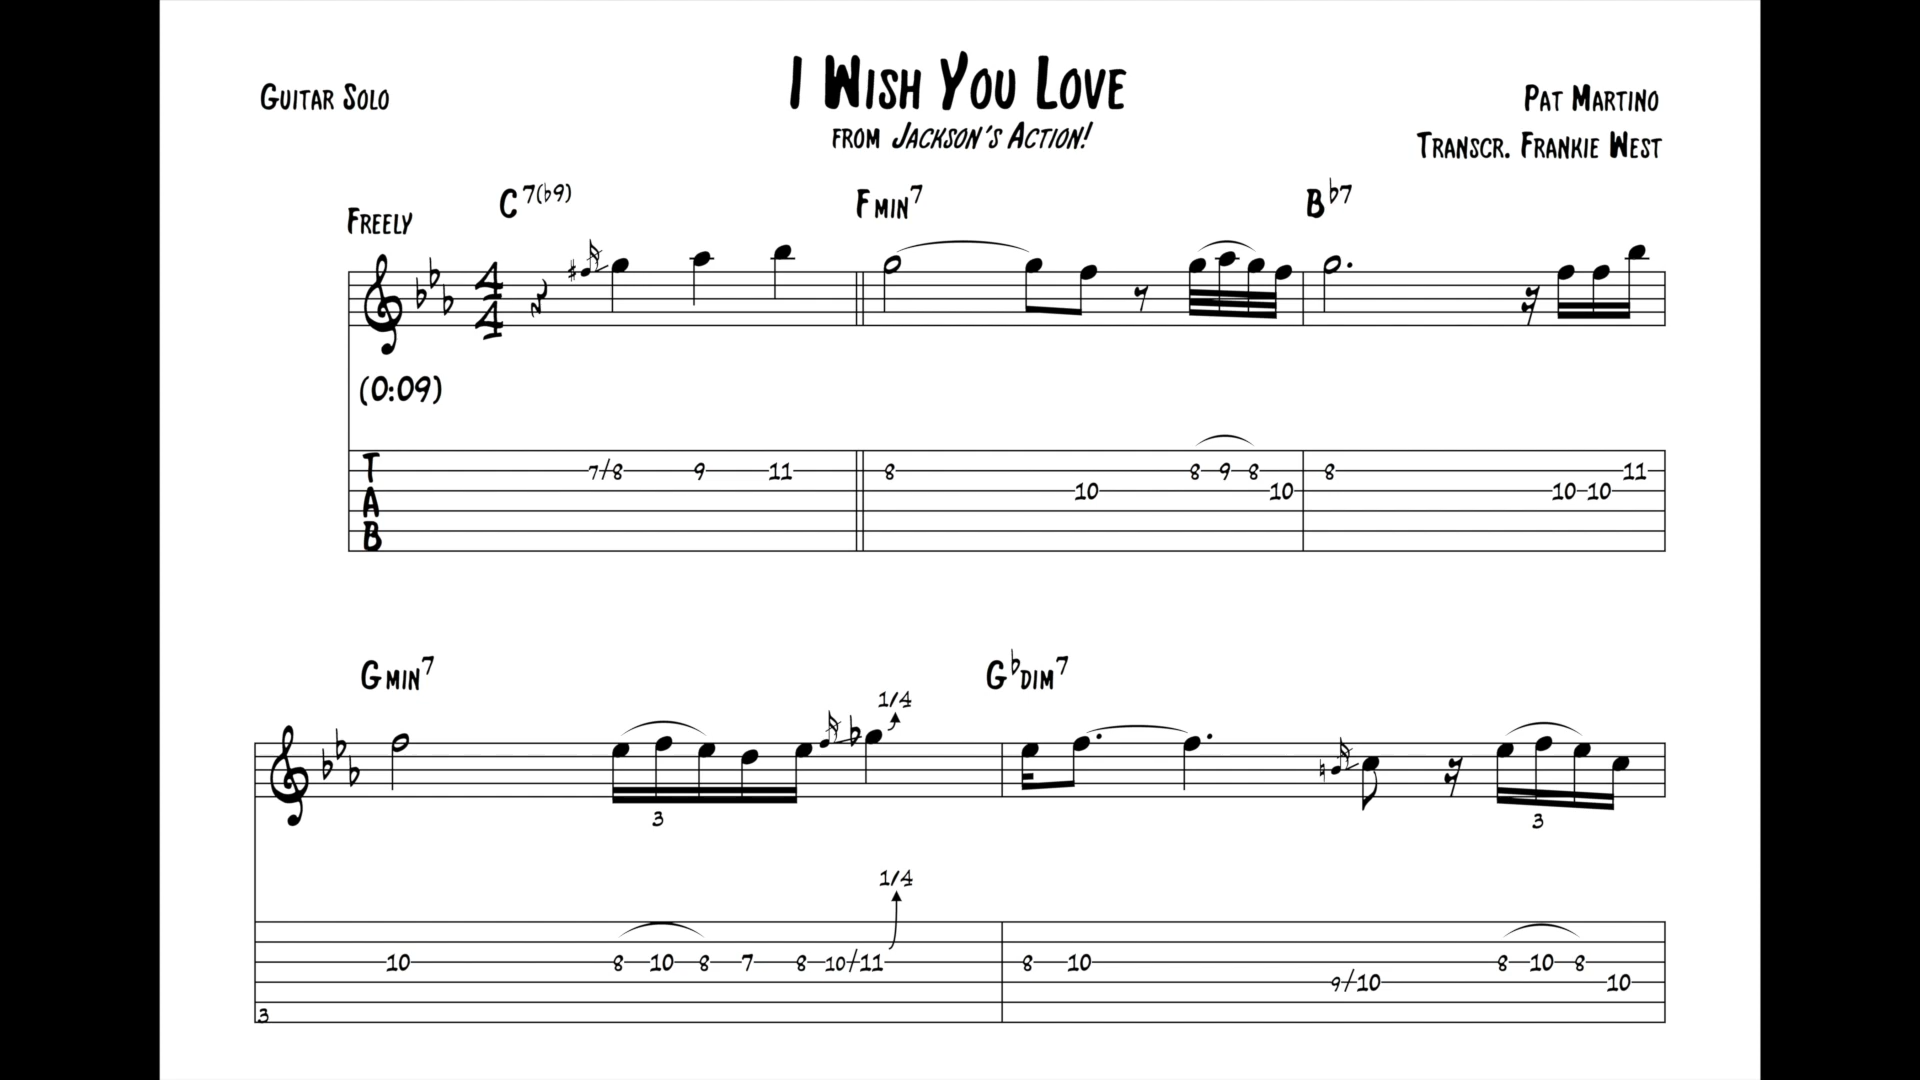 I Wish You Love
from Jackson's Action!
Guitar Solo
Pat Martino
Transcr. Frankie West
Freely
C7(♭9) Fmin7 B♭7
4
4
(0:09)
T
A
B
7/8 9 11 8 10 8 9 8 10 8 10 10 11
Gmin7 G♭dim7
1/4
3 3
1/4
10 8 10 8 7 8 10/11 8 10 9/10 8 10 8 10
3